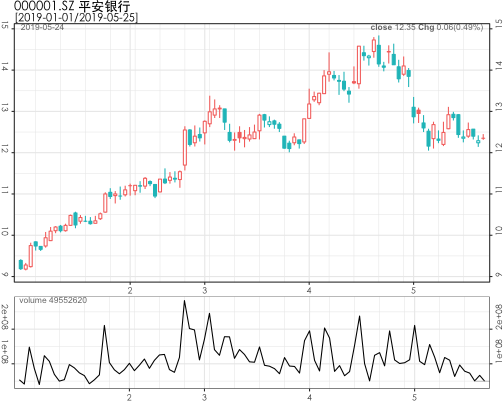 000001.SZ 平安银行
[2019-01-01/2019-05-25]
2019-05-24
close 12.35 Chg 0.06(0.49%)
15
14
13
12
11
10
9
15
14
13
12
11
10
9
2 3 4 5
volume 49552620
2e+08
1e+08
2e+08
1e+08
2 3 4 5